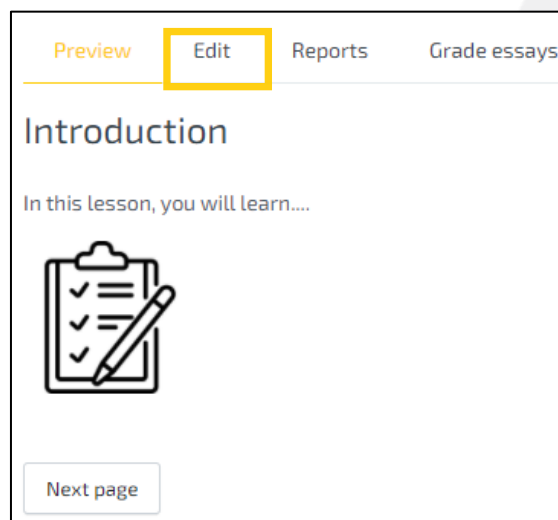 Preview Edit Reports Grade essays
Introduction
In this lesson, you will learn....
Next page